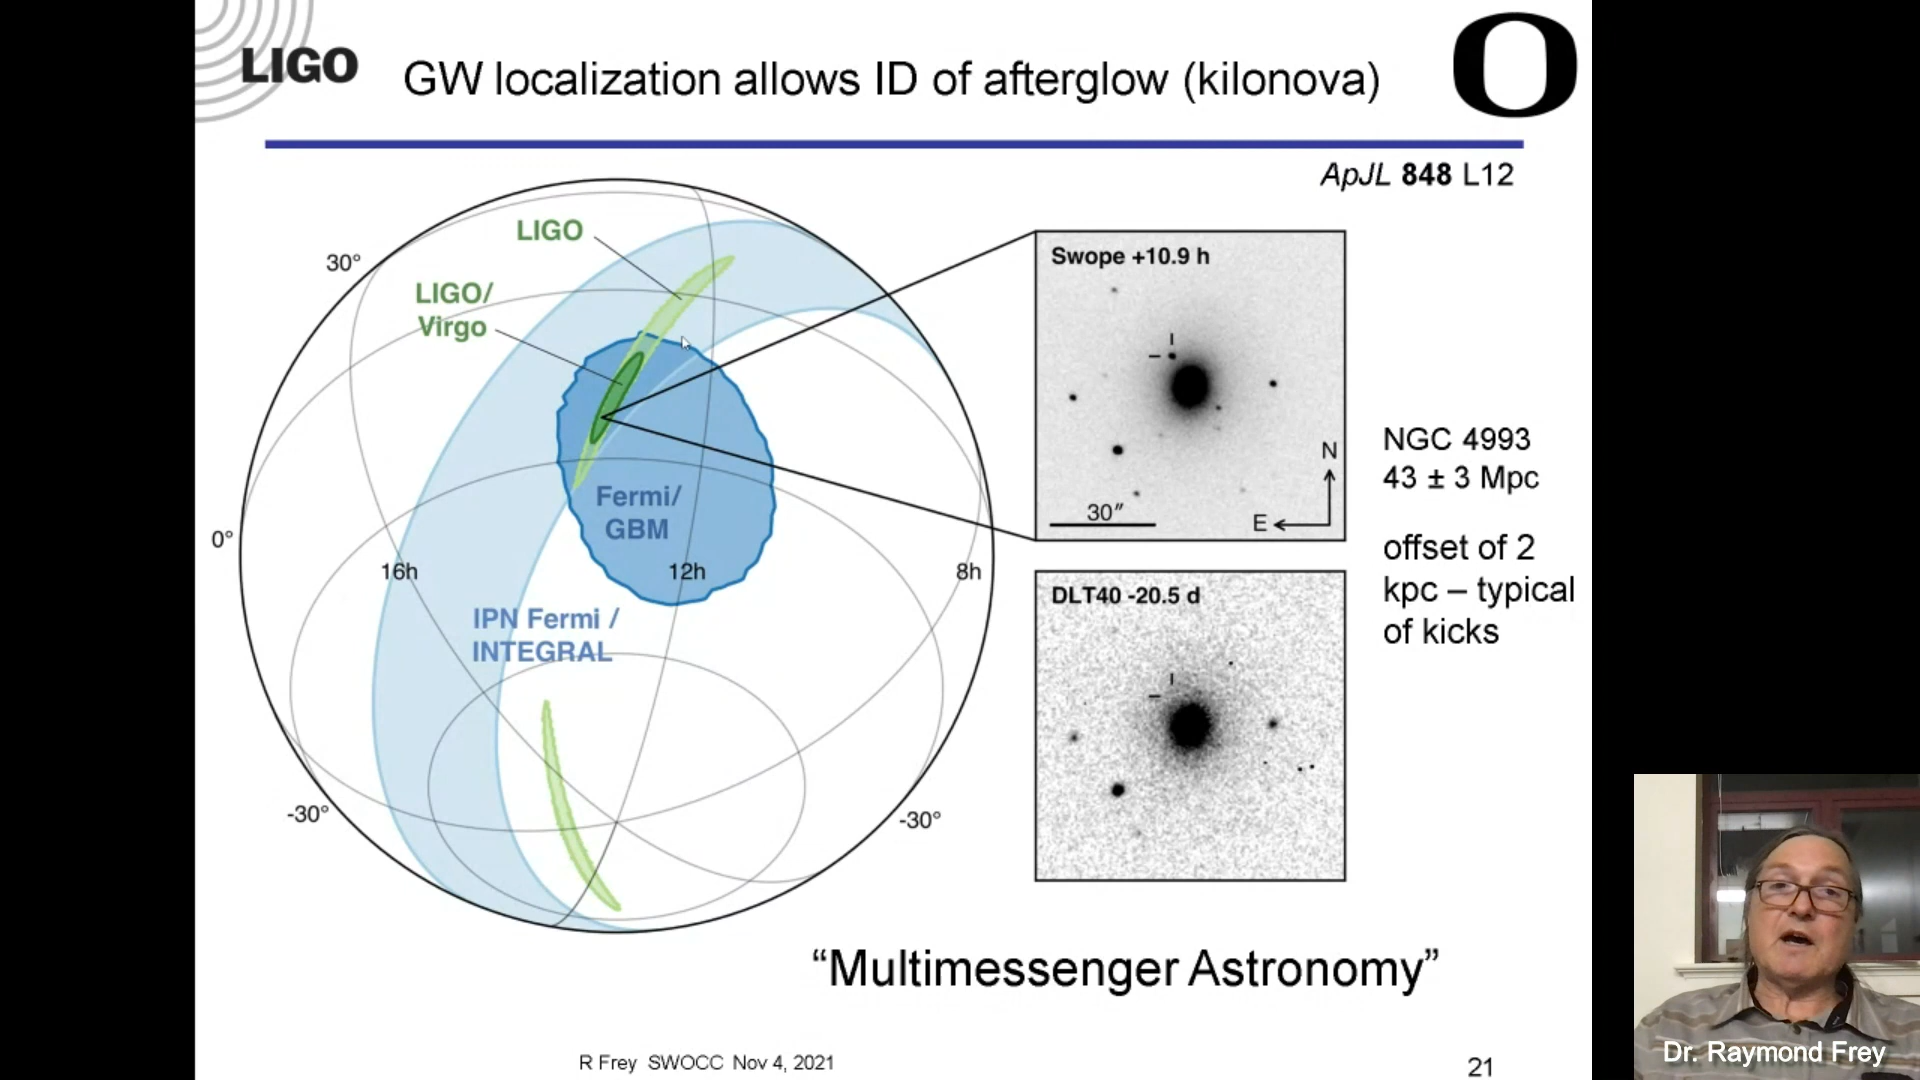 LIGO
GW localization allows ID of afterglow (kilonova)
O
ApJL 848 L12
LIGO
30°
LIGO/
Virgo
Swope +10.9 h
N
30″
E
NGC 4993
43 ± 3 Mpc
offset of 2
kpc – typical
of kicks
Fermi/
GBM
0°
16h
12h
8h
IPN Fermi /
INTEGRAL
DLT40 -20.5 d
-30°
-30°
“Multimessenger Astronomy”
R Frey SWOCC Nov 4, 2021
21
Dr. Raymond Frey